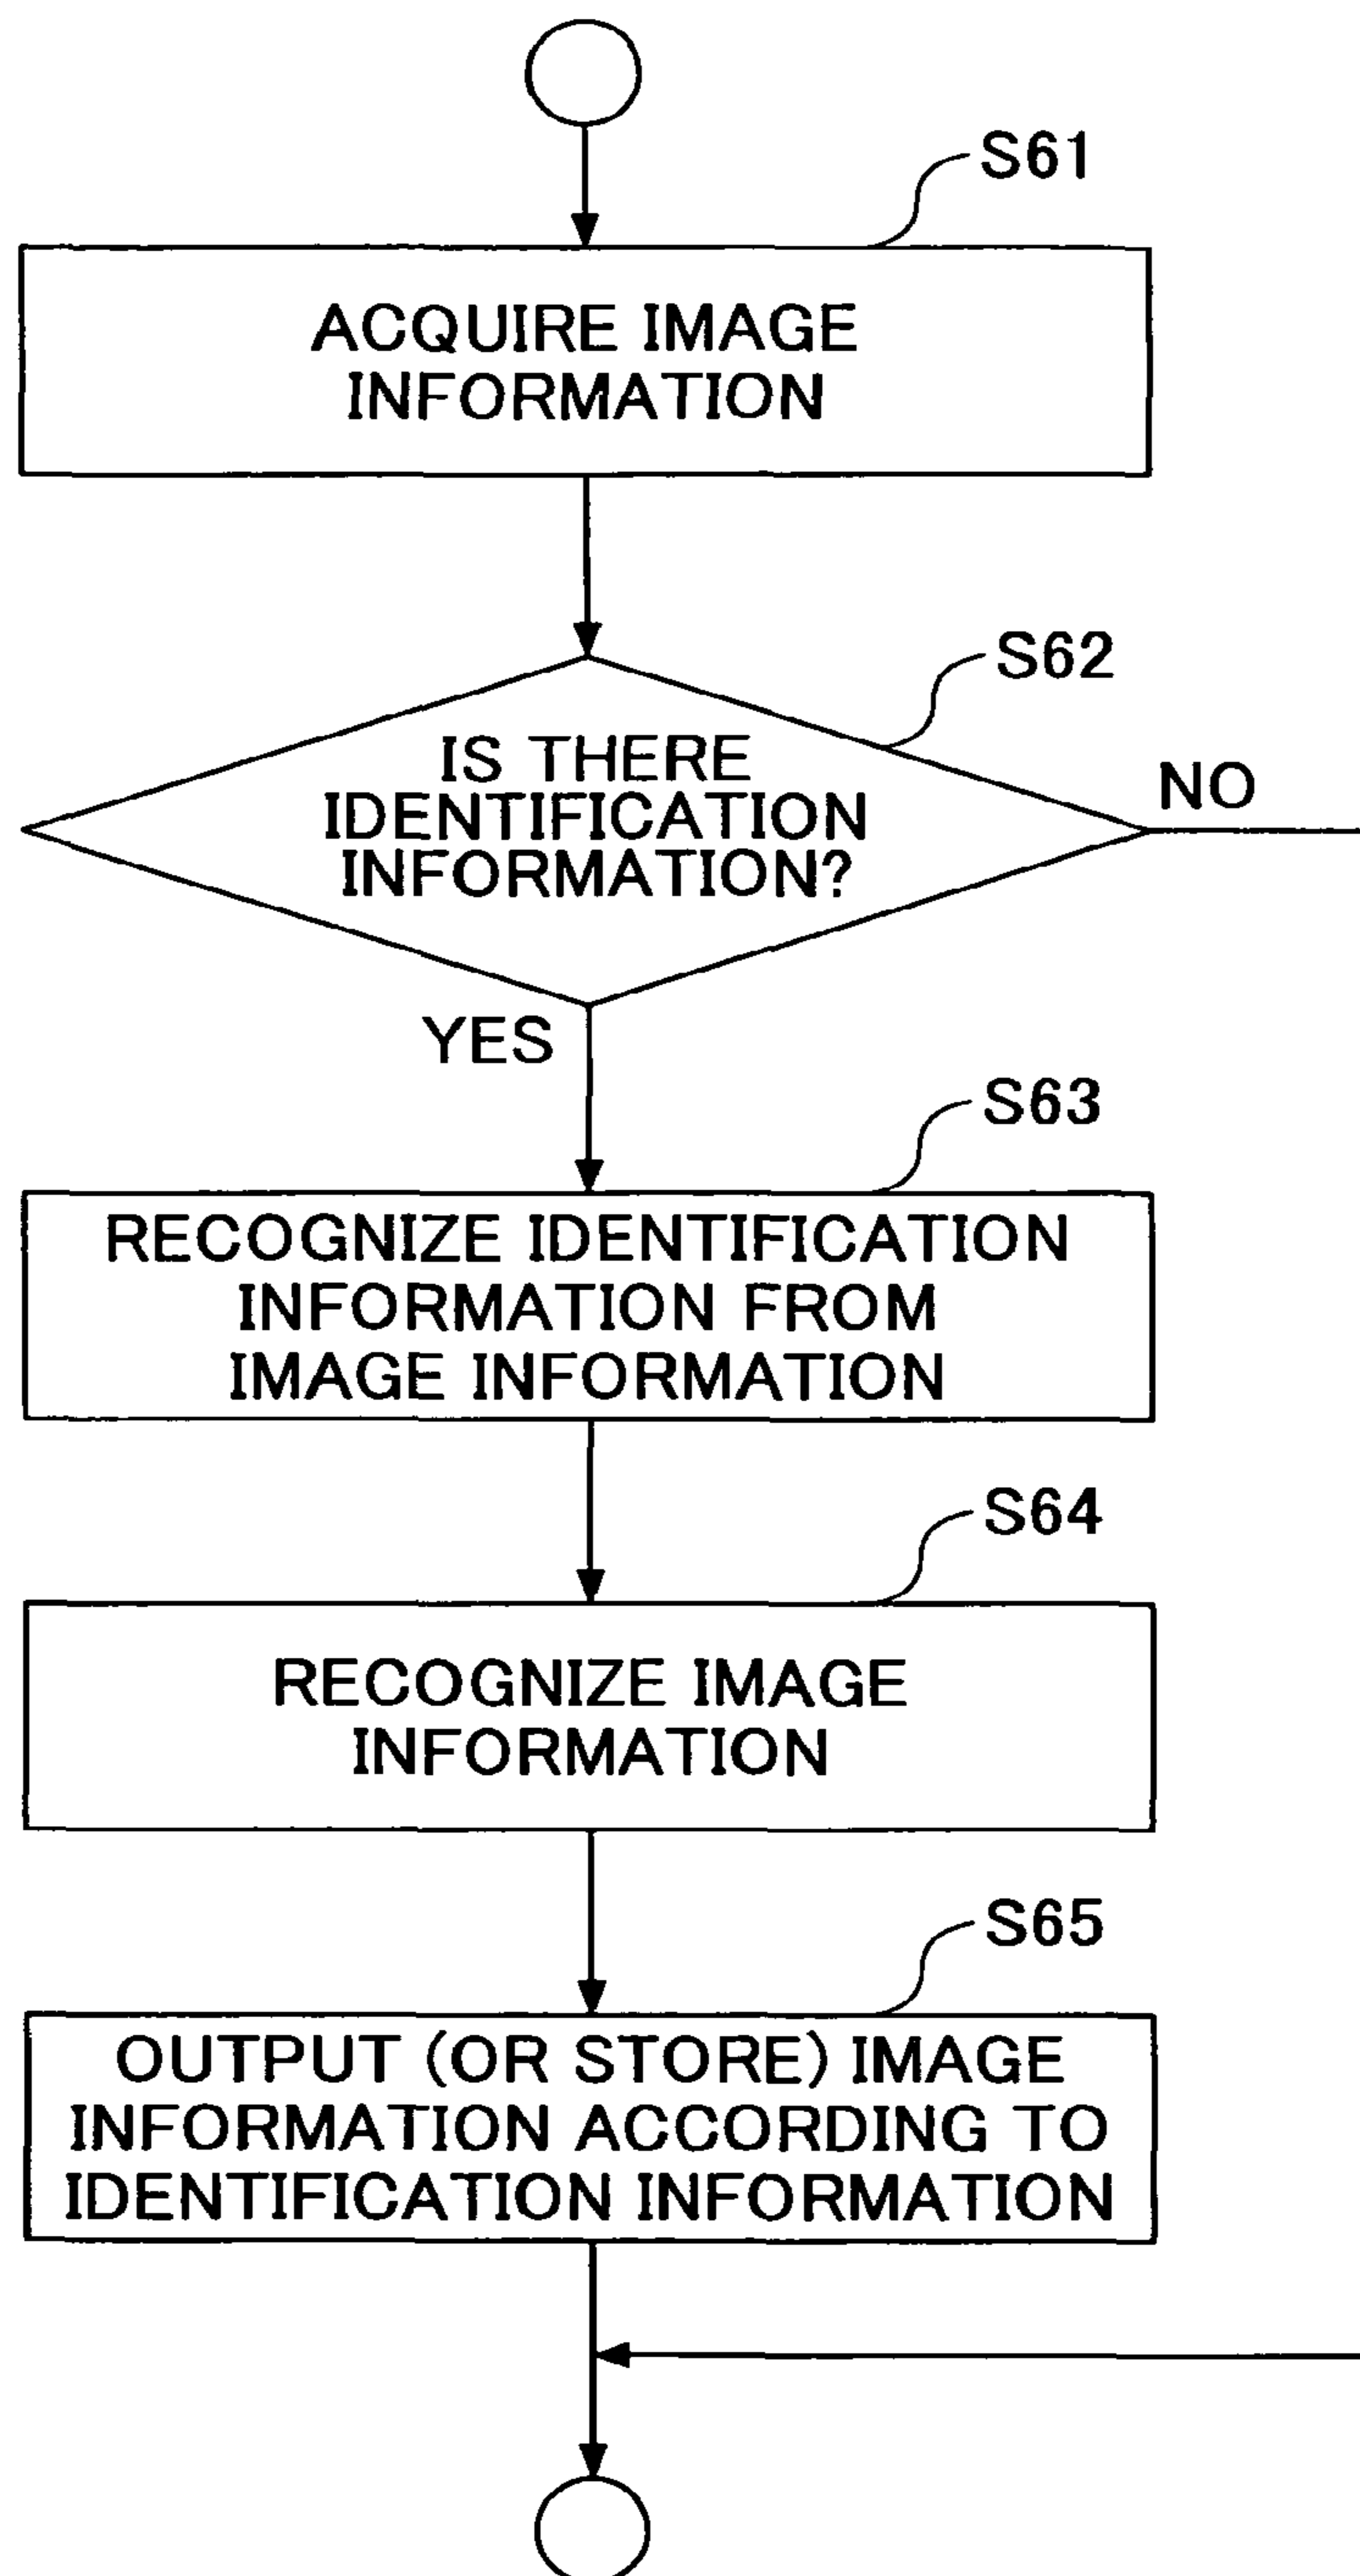 S61
ACQUIRE IMAGE
INFORMATION
S62
IS THERE
IDENTIFICATION
INFORMATION?
NO
YES
S63
RECOGNIZE IDENTIFICATION
INFORMATION FROM
IMAGE INFORMATION
S64
RECOGNIZE IMAGE
INFORMATION
S65
OUTPUT (OR STORE) IMAGE
INFORMATION ACCORDING TO
IDENTIFICATION INFORMATION